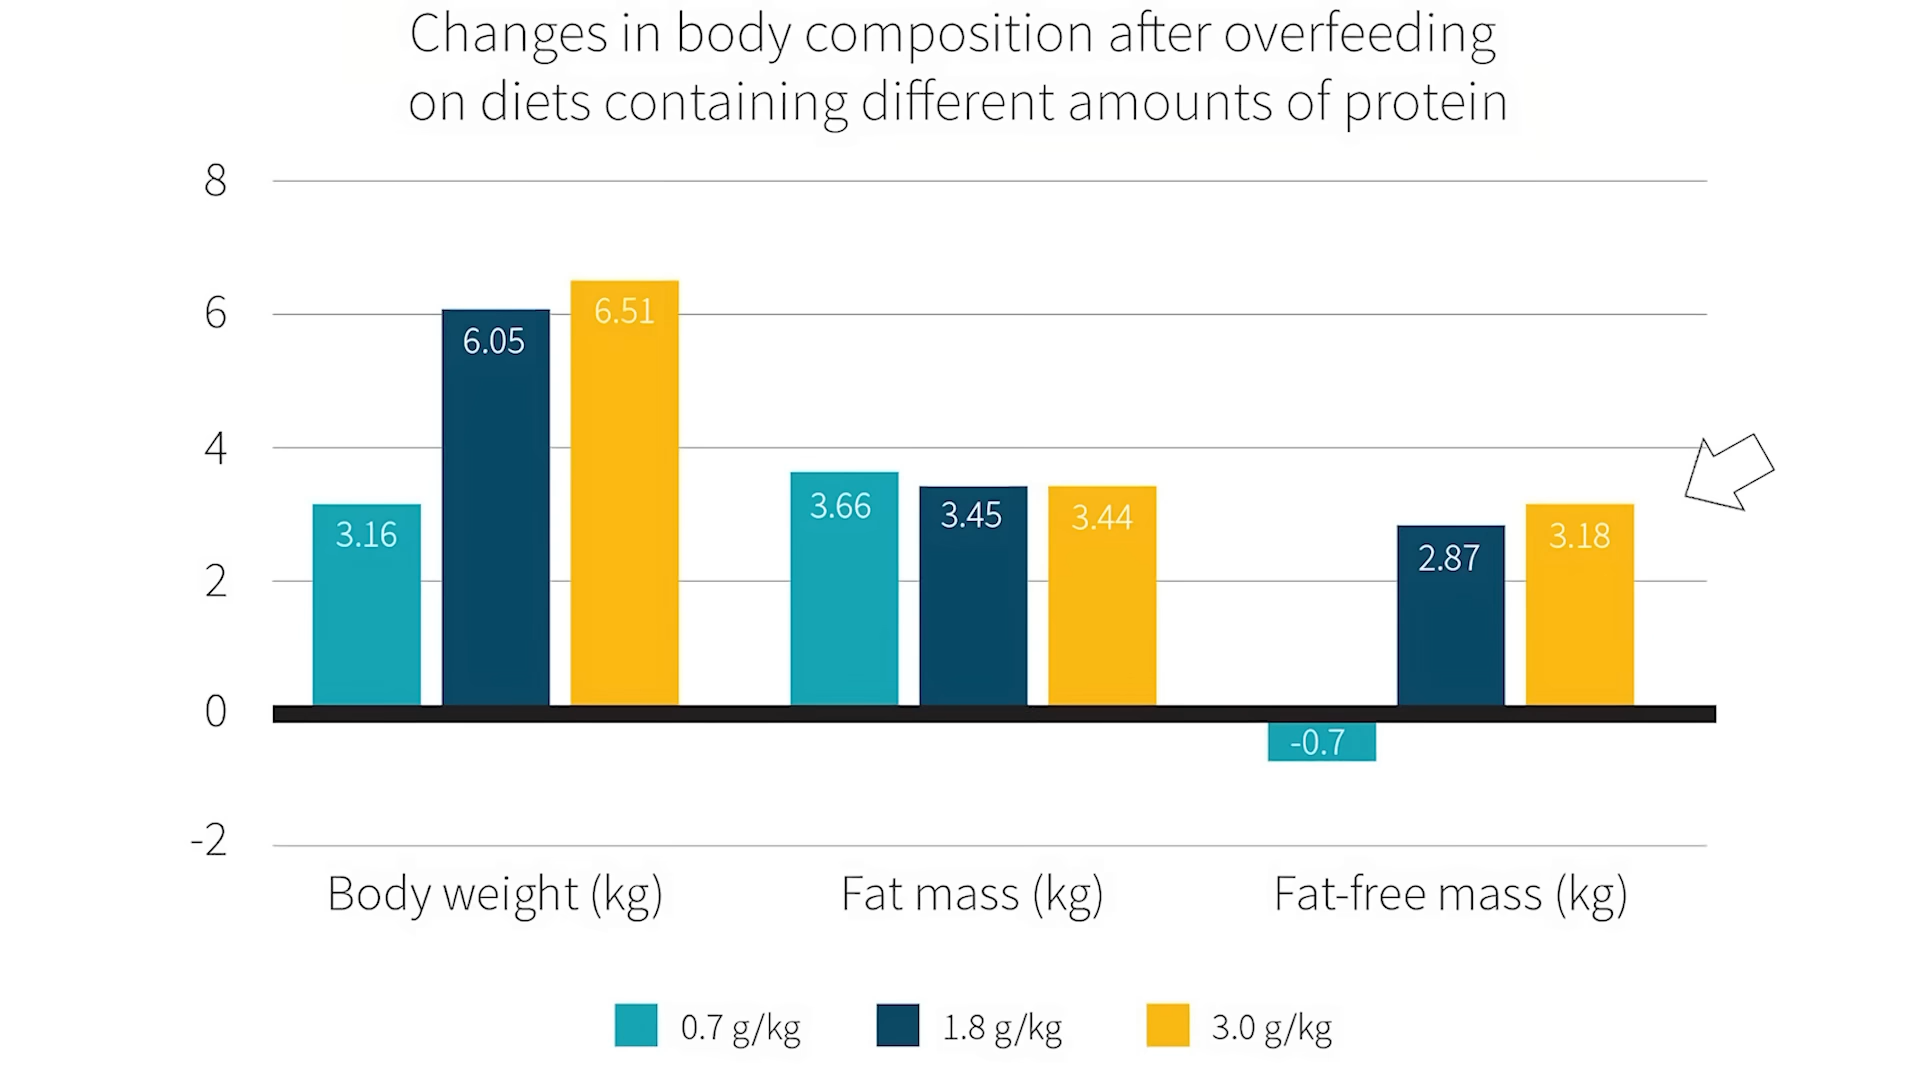 Changes in body composition after overfeeding
on diets containing different amounts of protein
8
6
4
2
0
-2
3.16
6.05
6.51
3.66
3.45
3.44
-0.7
2.87
3.18
Body weight (kg)
Fat mass (kg)
Fat-free mass (kg)
0.7 g/kg
1.8 g/kg
3.0 g/kg